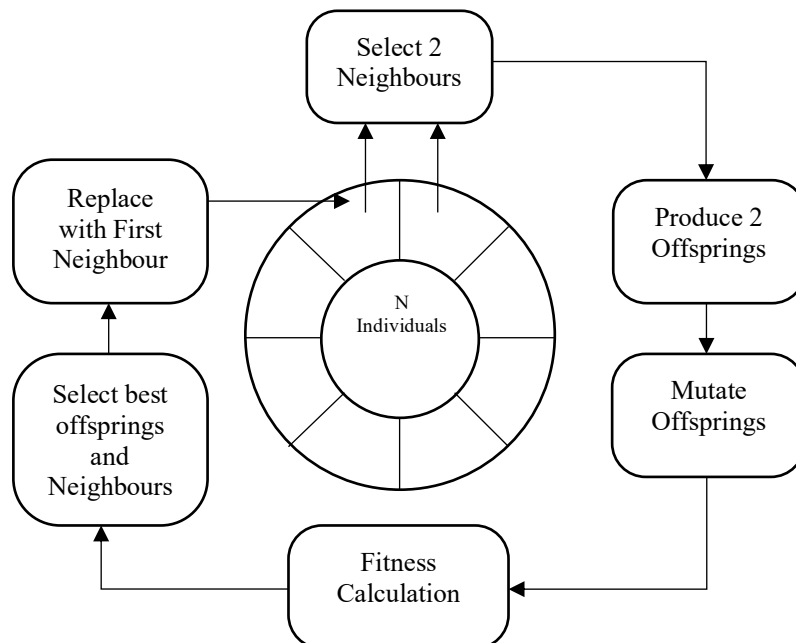 Select 2
Neighbours
Replace
with First
Neighbour
Produce 2
Offsprings
N
Individuals
Select best
offsprings
and
Neighbours
Mutate
Offsprings
Fitness
Calculation